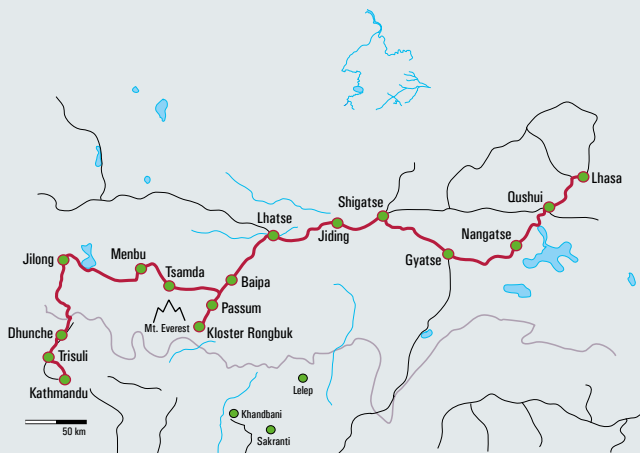 Lhasa
Qushui
Shigatse
Lhatse
Jiding
Nangatse
Gyatse
Menbu
Jilong
Tsamda
Baipa
Passum
Mt. Everest
Kloster Rongbuk
Dhunche
Trisuli
Kathmandu
Lelep
Khandbani
Sakranti
50 km